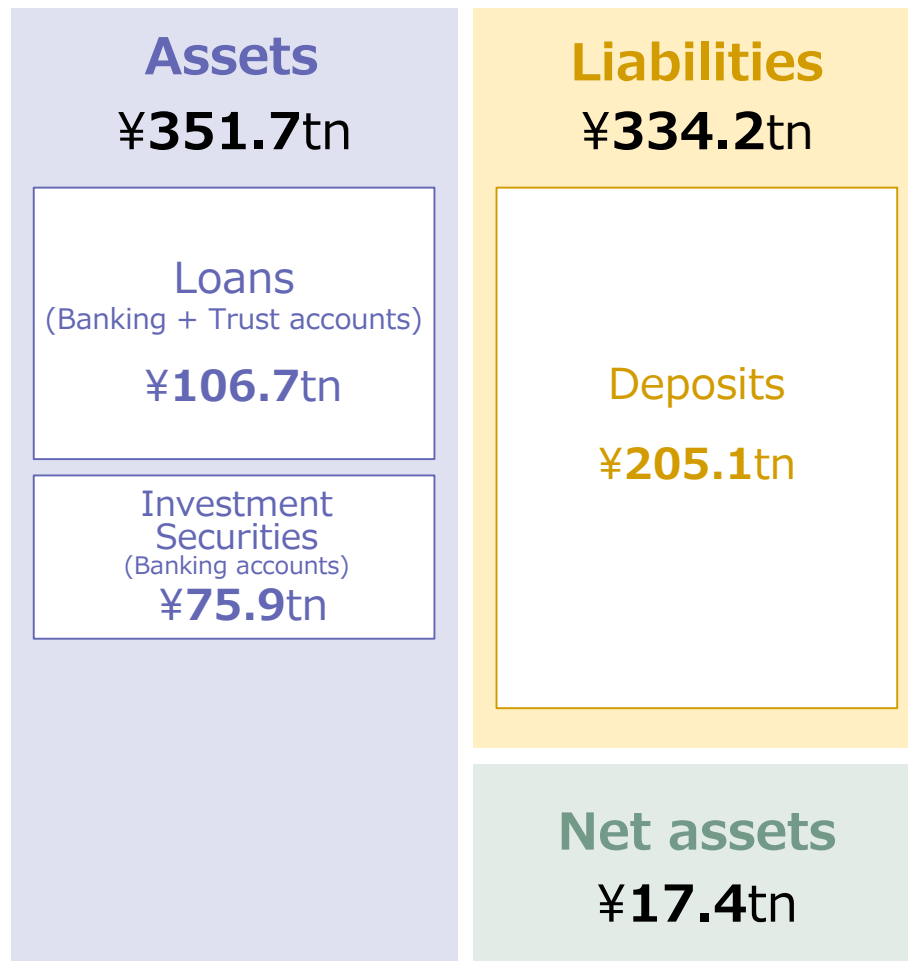 Assets
¥351.7tn
Loans
(Banking + Trust accounts)
¥106.7tn
Investment
Securities
(Banking accounts)
¥75.9tn
Liabilities
¥334.2tn
Deposits
¥205.1tn
Net assets
¥17.4tn